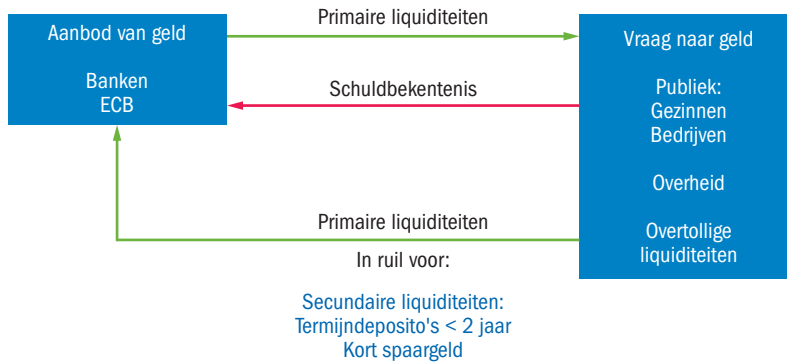 Aanbod van geld
Banken
ECB
Primaire liquiditeiten
Schuldbekentenis
Vraag naar geld
Publiek:
Gezinnen
Bedrijven
Overheid
Overtollige
liquiditeiten
Primaire liquiditeiten
In ruil voor:
Secundaire liquiditeiten:
Termijndeposito's < 2 jaar
Kort spaargeld